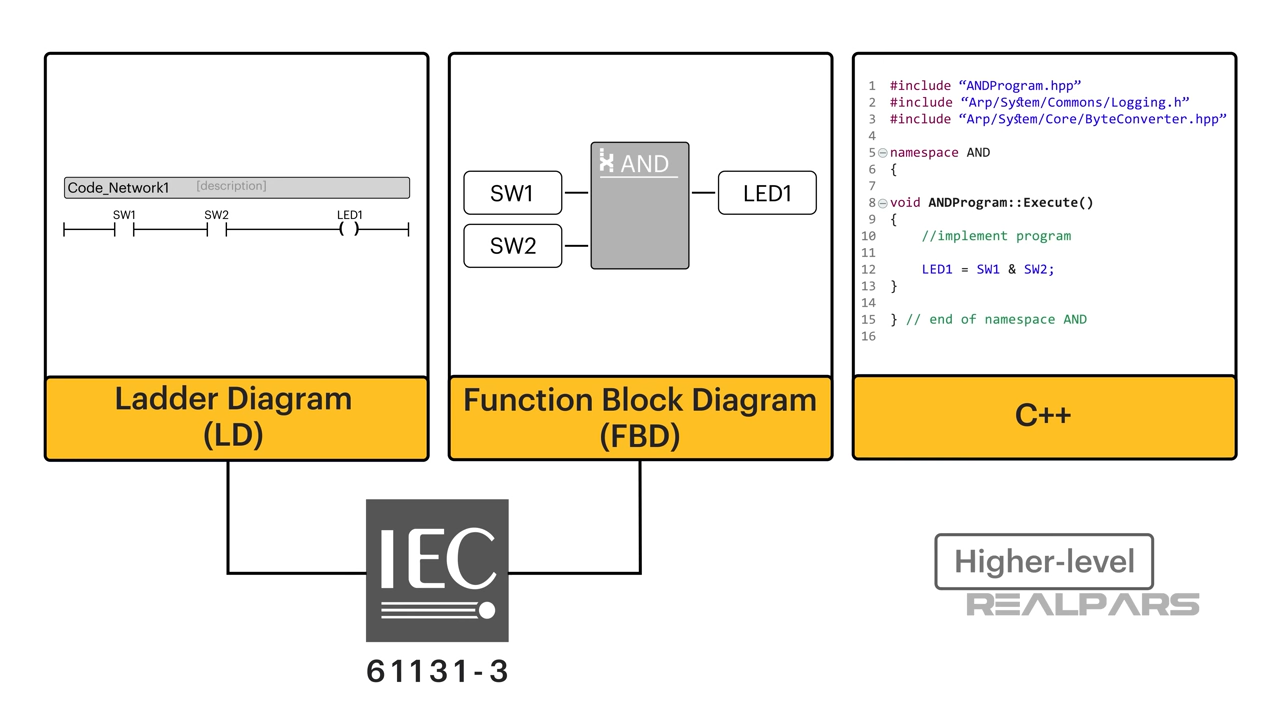 Code_Network1 [description]
SW1 SW2 LED1
Ladder Diagram
(LD)
AND
SW1
SW2
LED1
Function Block Diagram
(FBD)
1 #include “ANDProgram.hpp”
2 #include “Arp/System/Commons/Logging.h”
3 #include “Arp/System/Core/ByteConverter.hpp”
4
5 namespace AND
6 {
7
8 void ANDProgram::Execute()
9 {
10 //implement program
11
12 LED1 = SW1 & SW2;
13 }
14
15 } // end of namespace AND
16
C++
IEC
61131-3
Higher-level
REALPARS